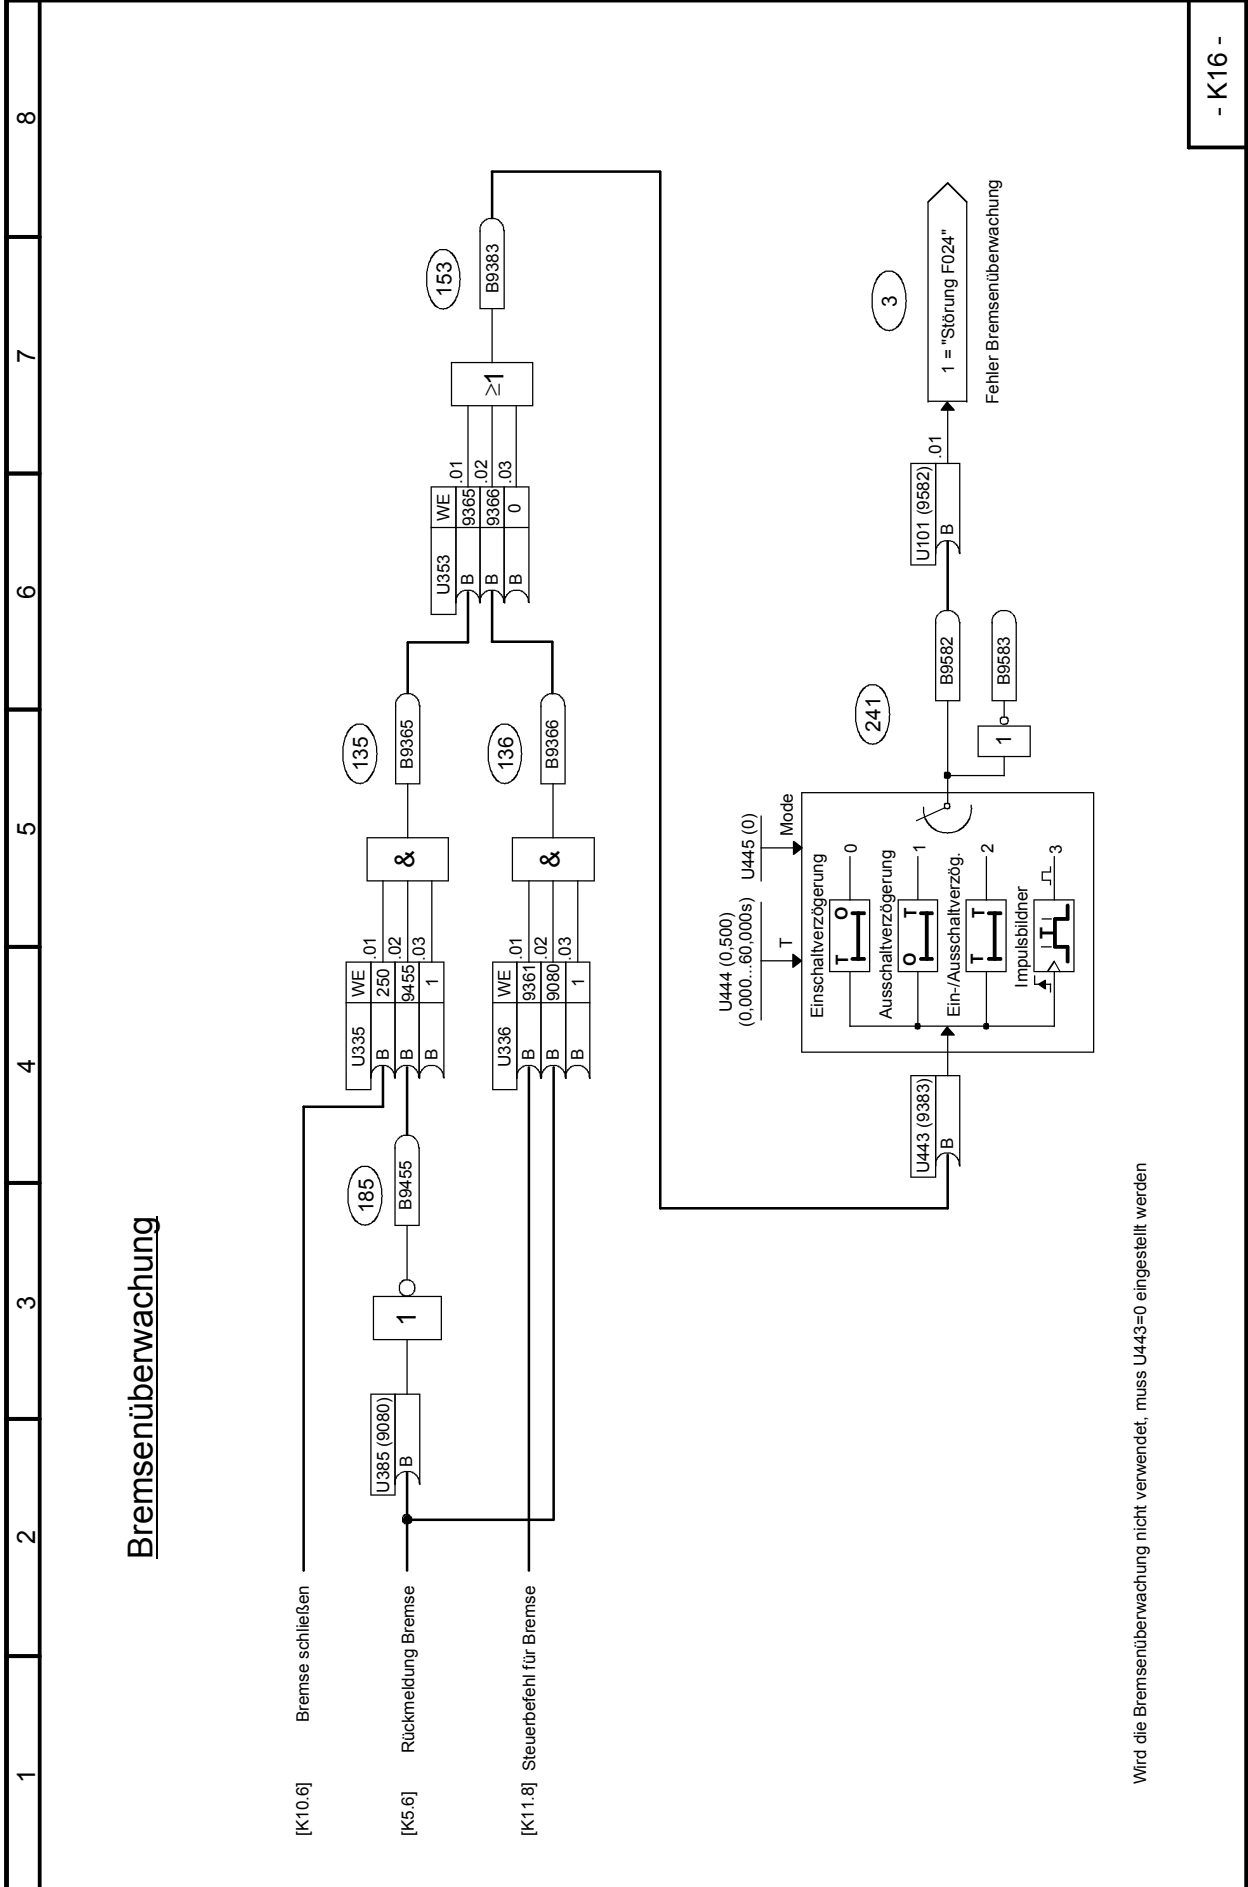 1 2 3 4 5 6 7 8
Bremsenüberwachung
[K10.6] Bremse schließen
[K5.6] Rückmeldung Bremse
[K11.8] Steuerbefehl für Bremse
U385 (9080)
B
1
185
B9455
U335 WE
B 250 .01
B 9455 .02
B 1 .03
&
135
B9365
U336 WE
B 9361 .01
B 9080 .02
B 1 .03
&
136
B9366
U353 WE
B 9365 .01
B 9366 .02
B 0 .03
≥1
153
B9383
U443 (9383)
B
U444 (0,500)
(0,000...60,000s)
T
U445 (0)
Mode
Einschaltverzögerung
T O 0
Ausschaltverzögerung
O T 1
Ein-/Ausschaltverzög.
T T 2
Impulsbildner
T 3
241
B9582
1
B9583
U101 (9582)
B .01
3
1 = "Störung F024"
Fehler Bremsenüberwachung
Wird die Bremsenüberwachung nicht verwendet, muss U443=0 eingestellt werden
- K16 -